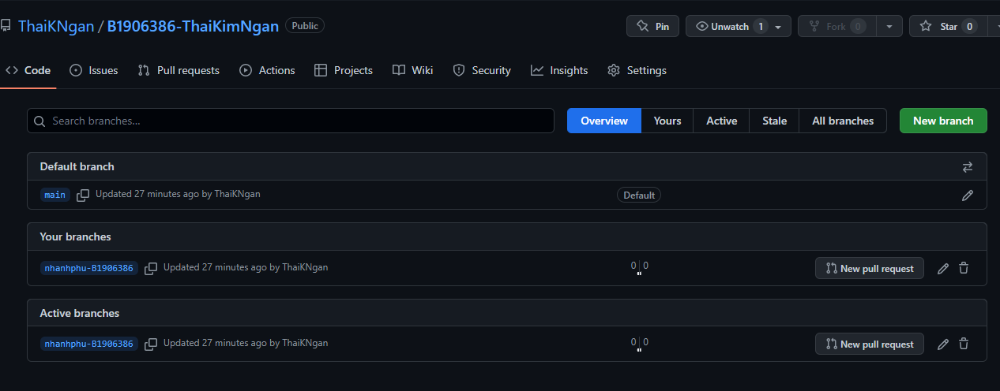 ThaiKNgan / B1906386-ThaiKimNgan Public Pin Unwatch 1 Fork 0 Star 0
Code Issues Pull requests Actions Projects Wiki Security Insights Settings
Search branches... Overview Yours Active Stale All branches New branch
Default branch
main Updated 27 minutes ago by ThaiKNgan Default
Your branches
nhanhphu-B1906386 Updated 27 minutes ago by ThaiKNgan 0 0 New pull request
Active branches
nhanhphu-B1906386 Updated 27 minutes ago by ThaiKNgan 0 0 New pull request